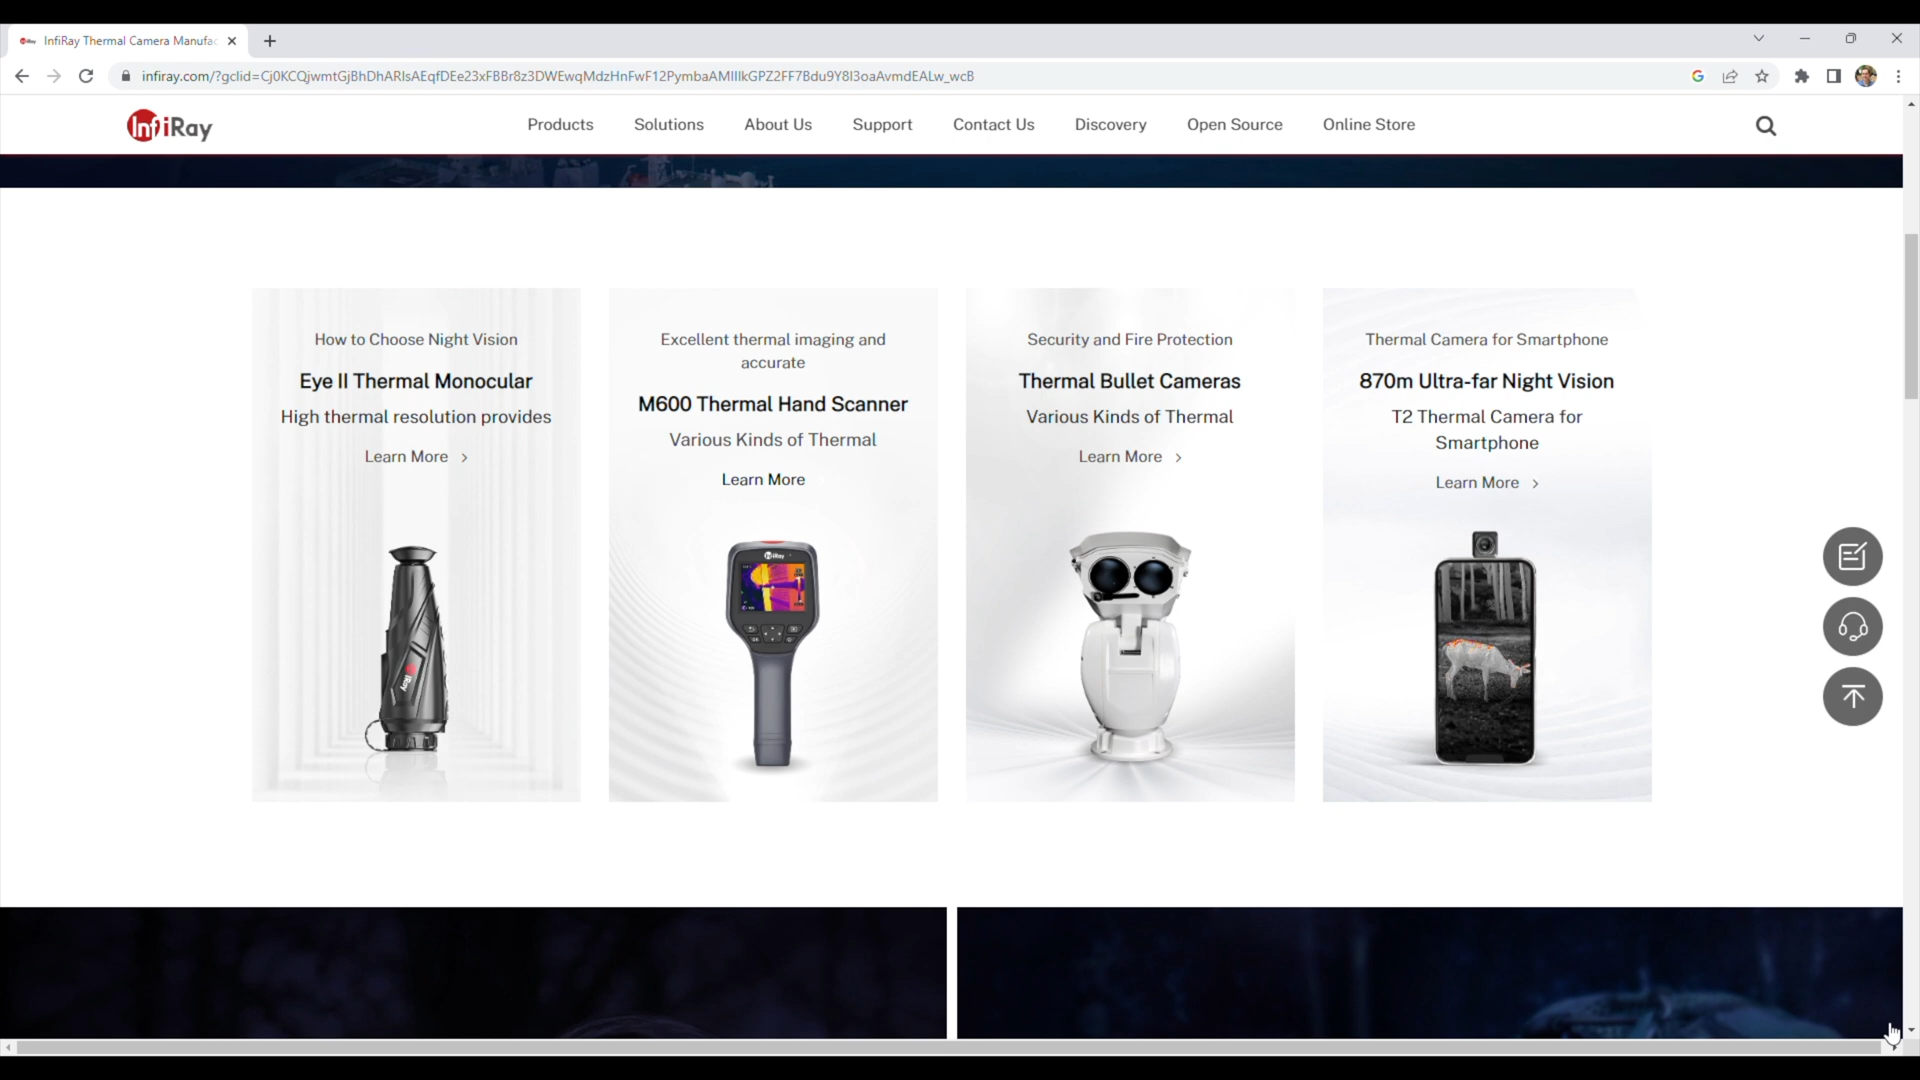 InfiRay Thermal Camera Manufac
infiray.com/?gclid=Cj0KCQjwmtGjBhDhARIsAEqfDEe23xFBBr8z3DWEwqMdzHnFwF12PymbaAMIIlkGPZ2FF7Bdu9Y8I3oaAvmdEALw_wcB
InfiRay
Products
Solutions
About Us
Support
Contact Us
Discovery
Open Source
Online Store
How to Choose Night Vision
Eye II Thermal Monocular
High thermal resolution provides
Learn More
iRay
Excellent thermal imaging and
accurate
M600 Thermal Hand Scanner
Various Kinds of Thermal
Learn More
InfiRay
Security and Fire Protection
Thermal Bullet Cameras
Various Kinds of Thermal
Learn More
Thermal Camera for Smartphone
870m Ultra-far Night Vision
T2 Thermal Camera for
Smartphone
Learn More